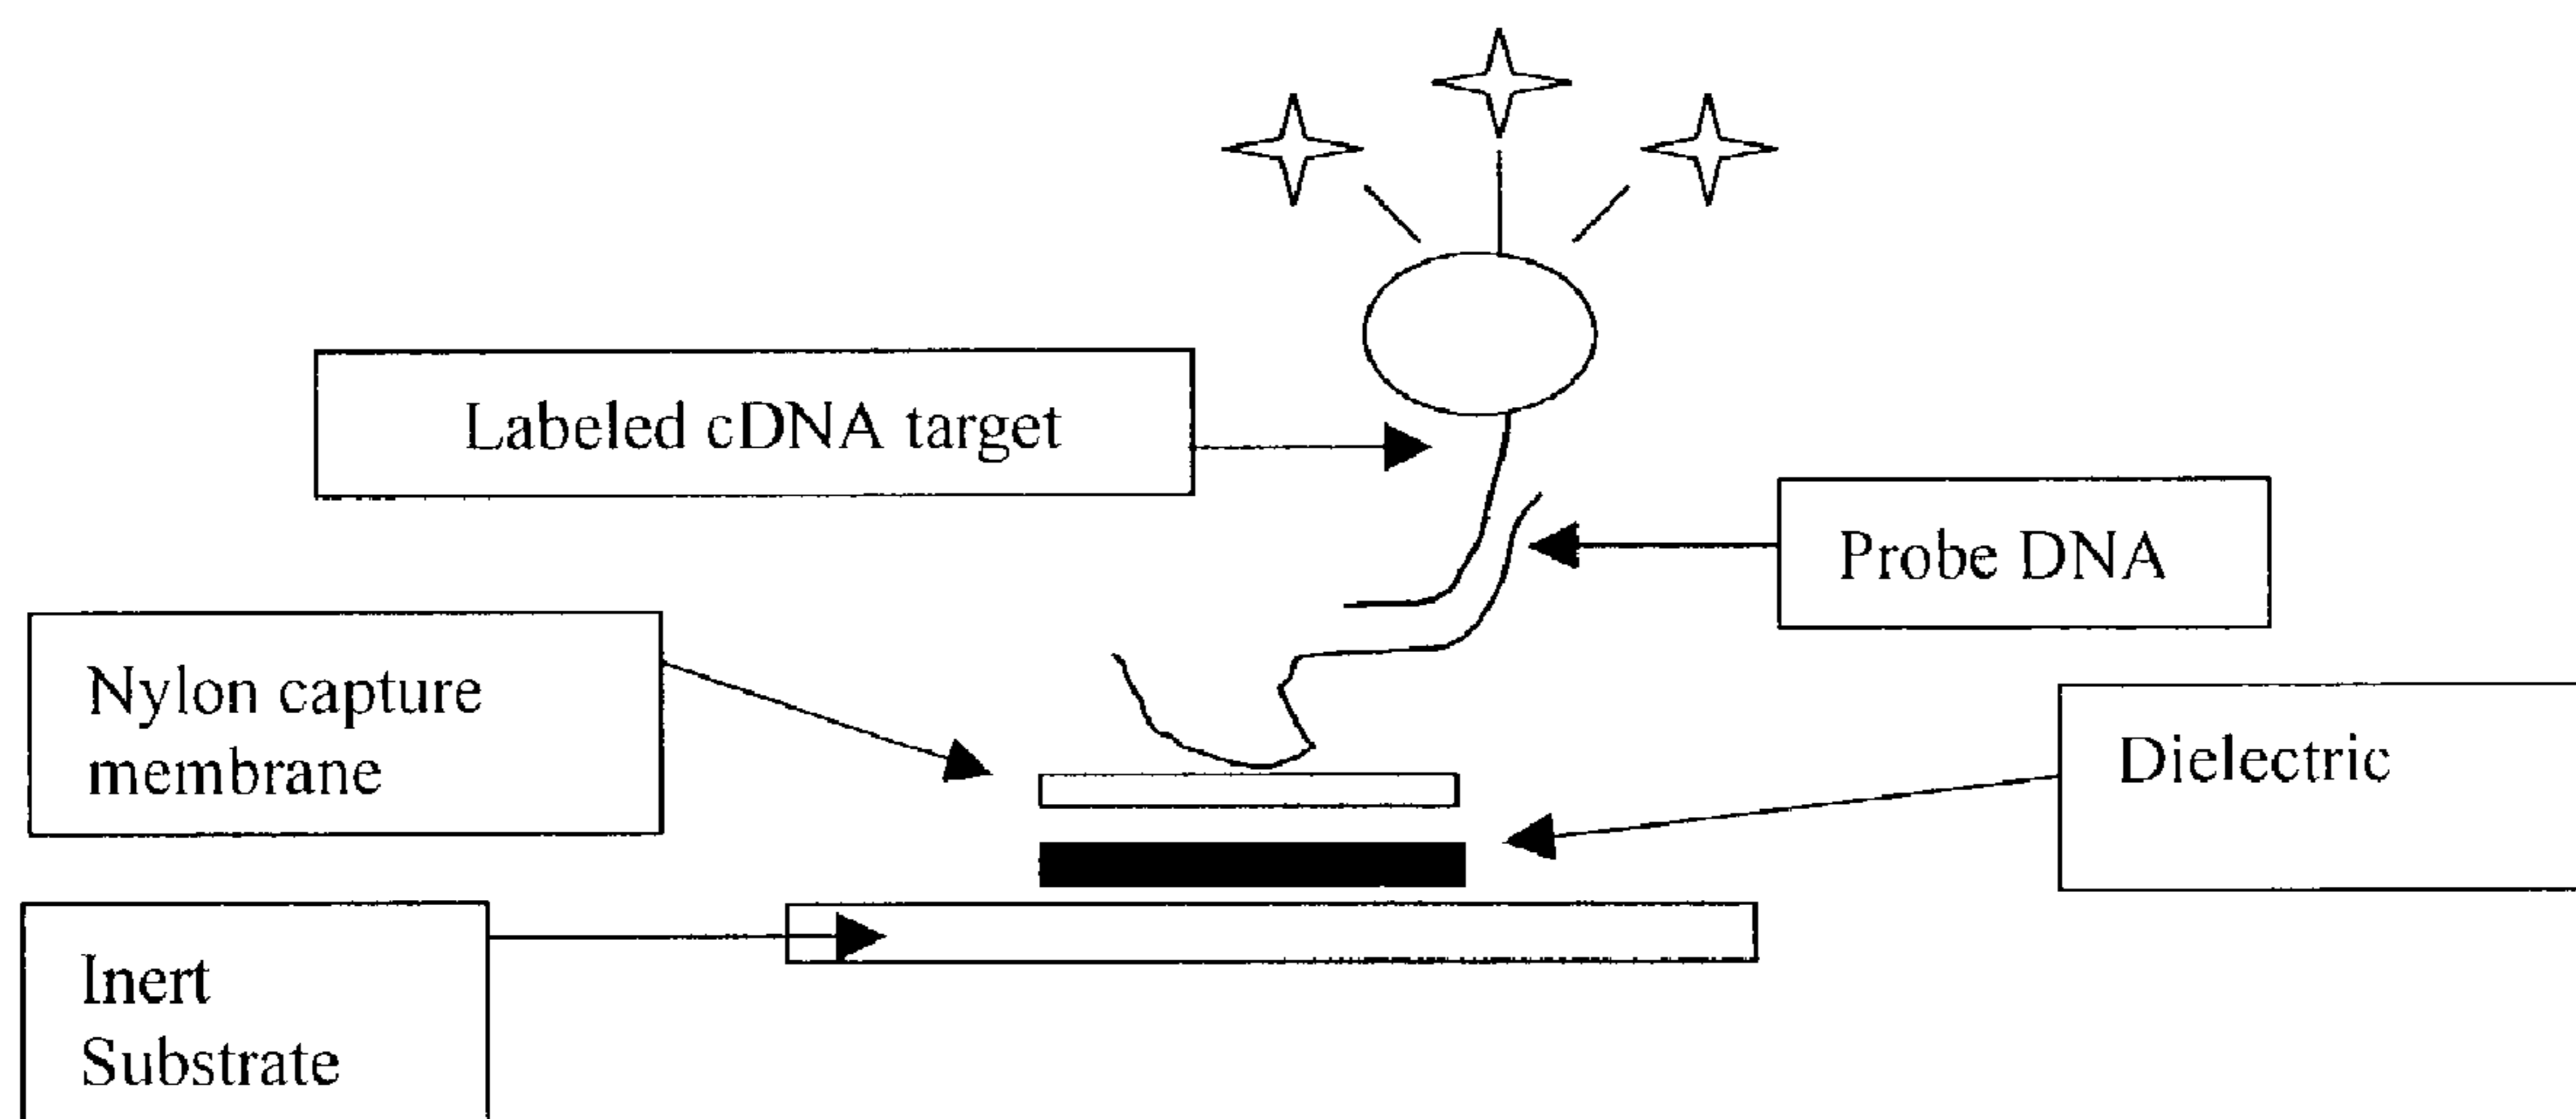 Labeled cDNA target
Probe DNA
Nylon capture
membrane
Dielectric
Inert
Substrate